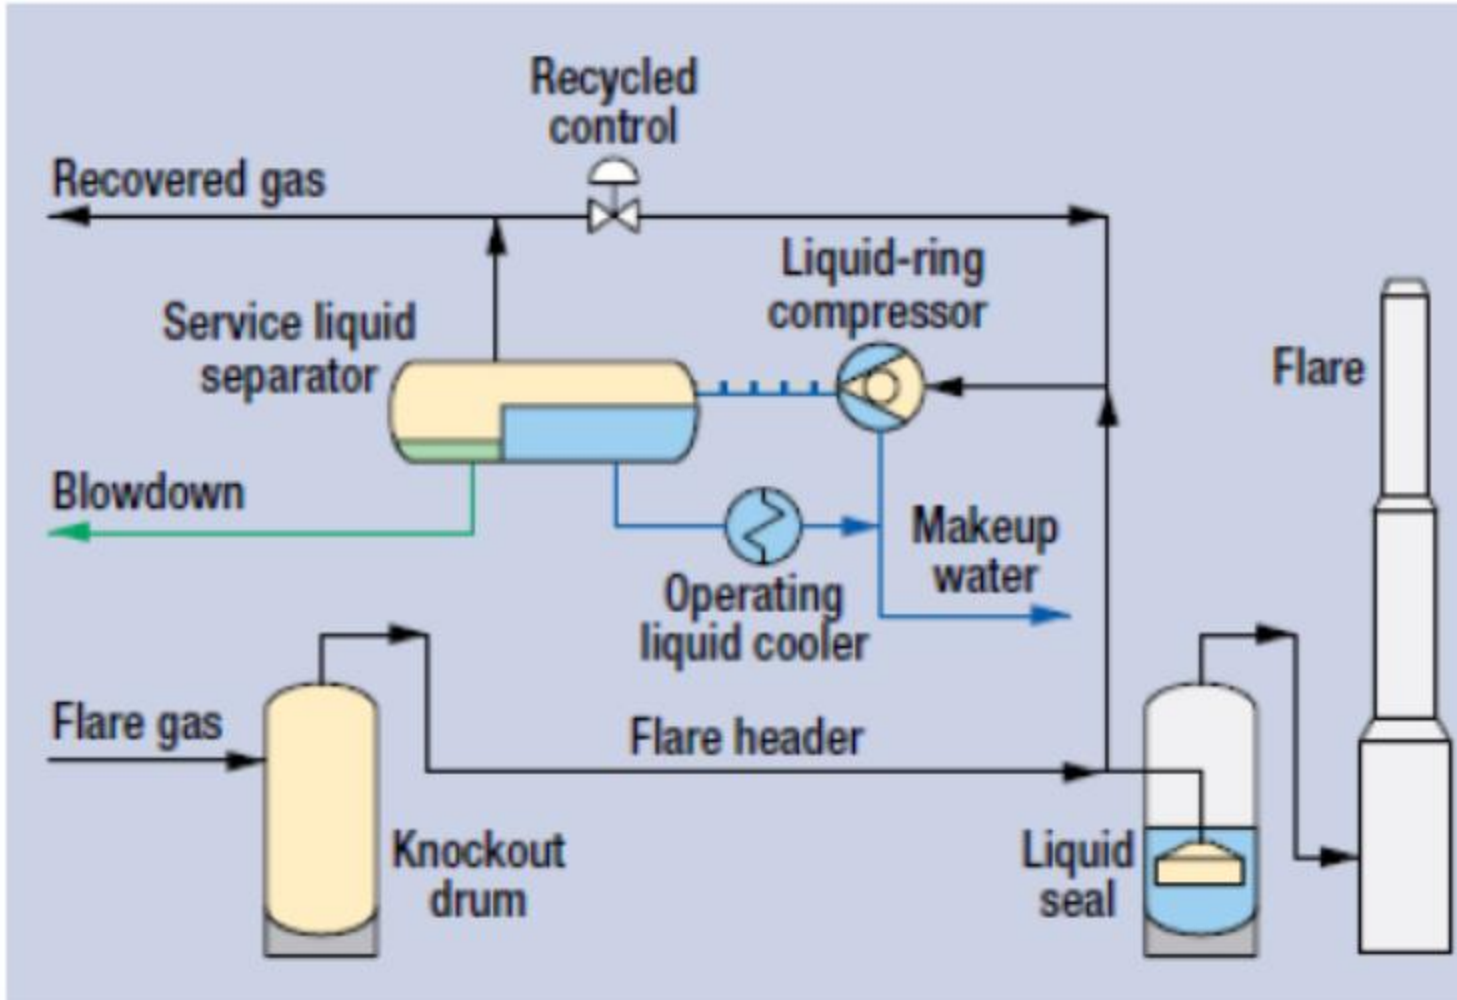 Recycled
control
Recovered gas
Liquid-ring
compressor
Service liquid
separator
Flare
Blowdown
Makeup
water
Operating
liquid cooler
Flare gas
Flare header
Knockout
drum
Liquid
seal